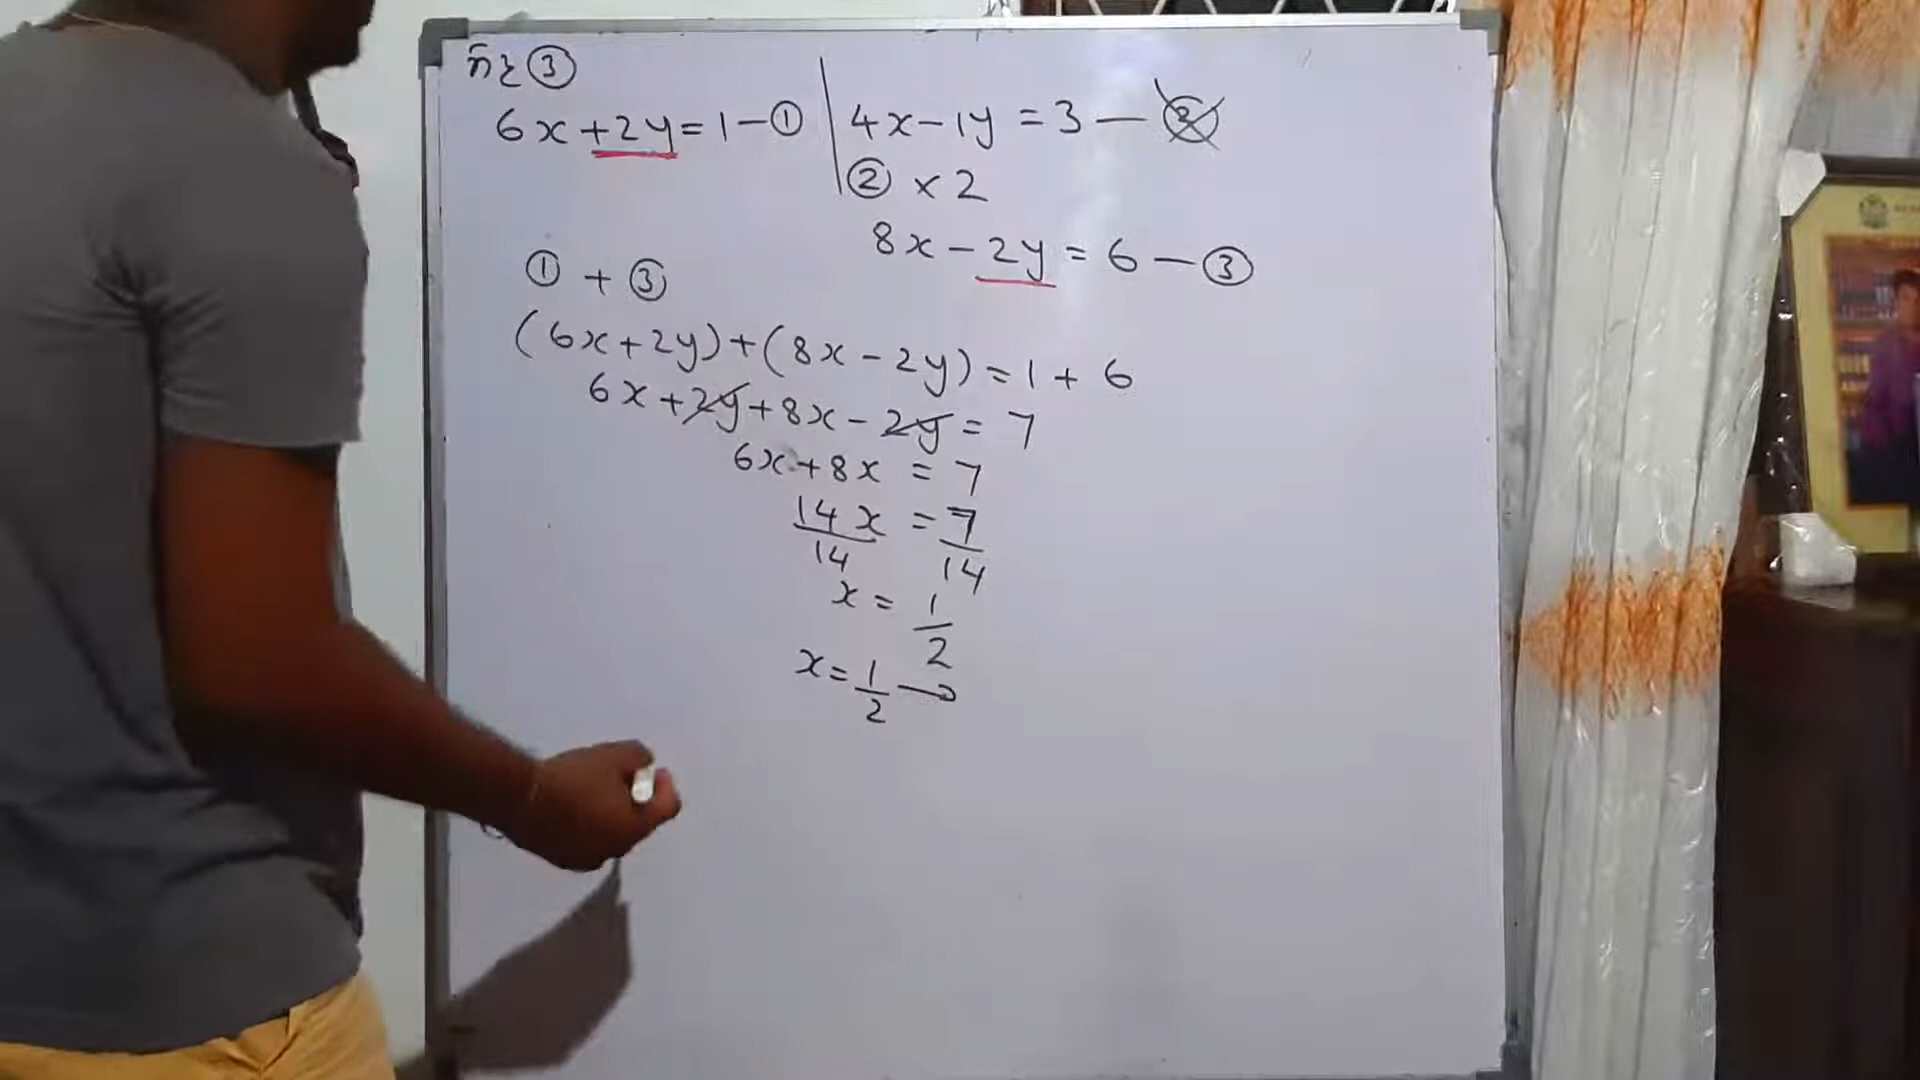 නි: ③
6x + 2y = 1 — ①
4x - 1y = 3 — ②
② × 2
8x - 2y = 6 — ③
① + ③
(6x + 2y) + (8x - 2y) = 1 + 6
6x + 2y + 8x - 2y = 7
6x + 8x = 7
14x/14 = 7/14
x = 1/2
x = 1/2 →